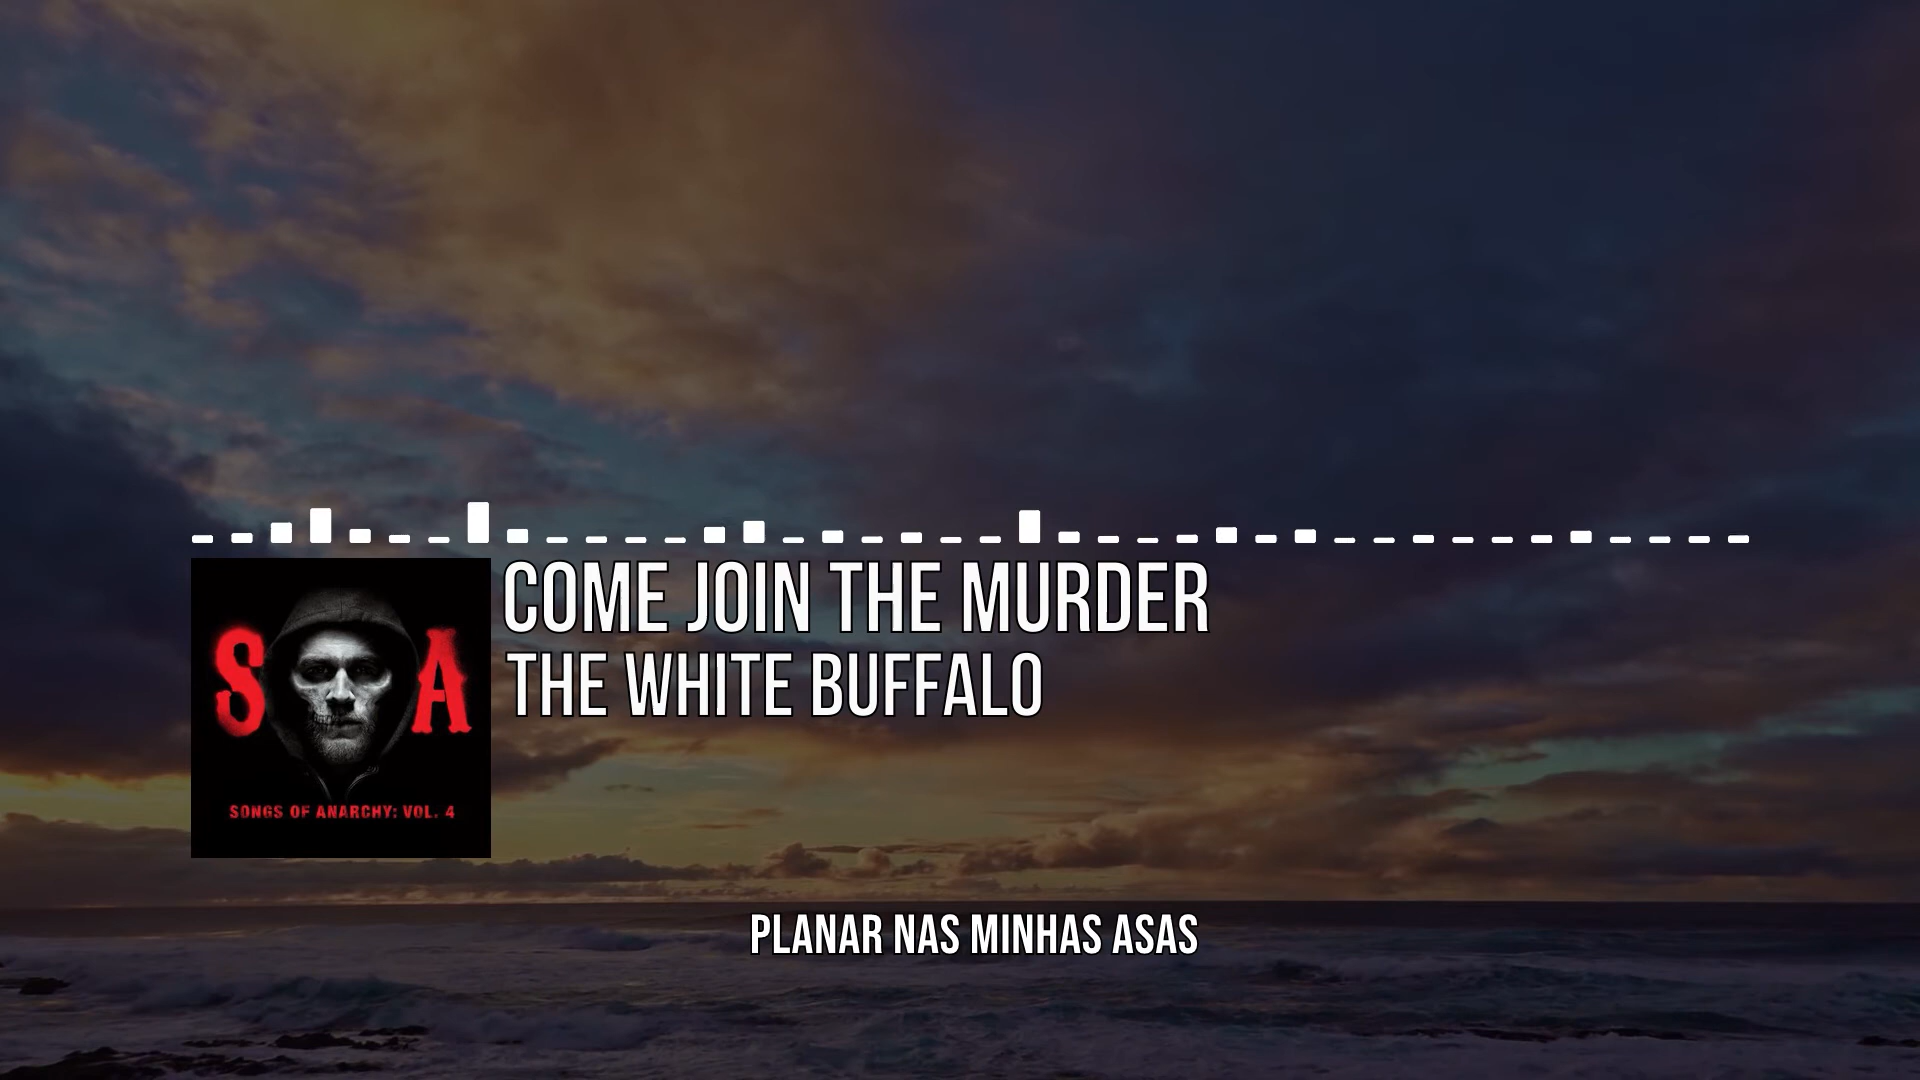 COME JOIN THE MURDER
THE WHITE BUFFALO
S A
SONGS OF ANARCHY: VOL. 4
PLANAR NAS MINHAS ASAS